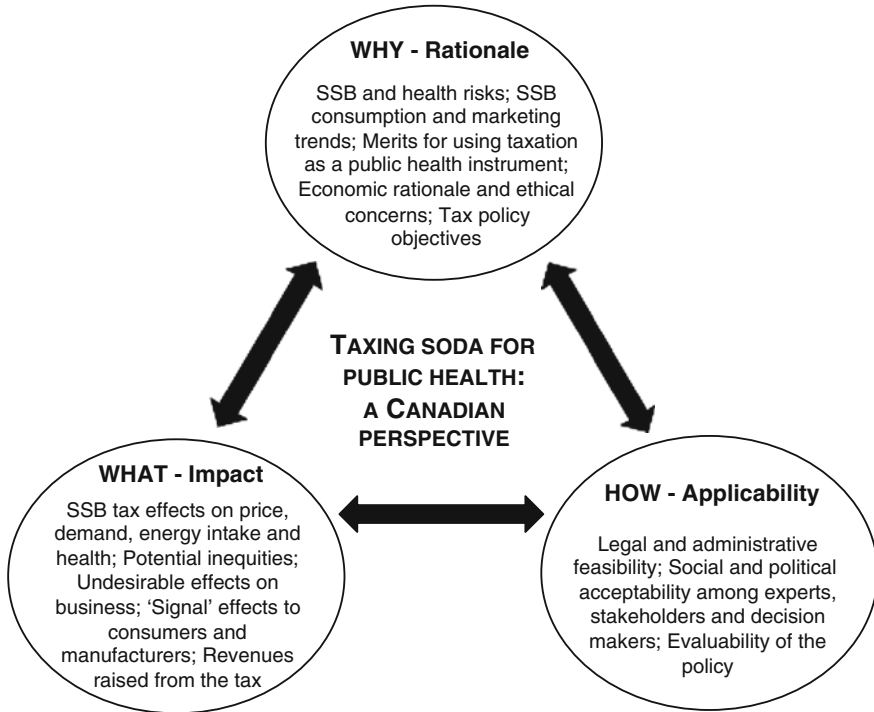 WHY - Rationale
SSB and health risks; SSB
consumption and marketing
trends; Merits for using taxation
as a public health instrument;
Economic rationale and ethical
concerns; Tax policy
objectives
TAXING SODA FOR
PUBLIC HEALTH:
A CANADIAN
PERSPECTIVE
WHAT - Impact
SSB tax effects on price,
demand, energy intake and
health; Potential inequities;
Undesirable effects on
business; ‘Signal’ effects to
consumers and
manufacturers; Revenues
raised from the tax
HOW - Applicability
Legal and administrative
feasibility; Social and political
acceptability among experts,
stakeholders and decision
makers; Evaluability of the
policy